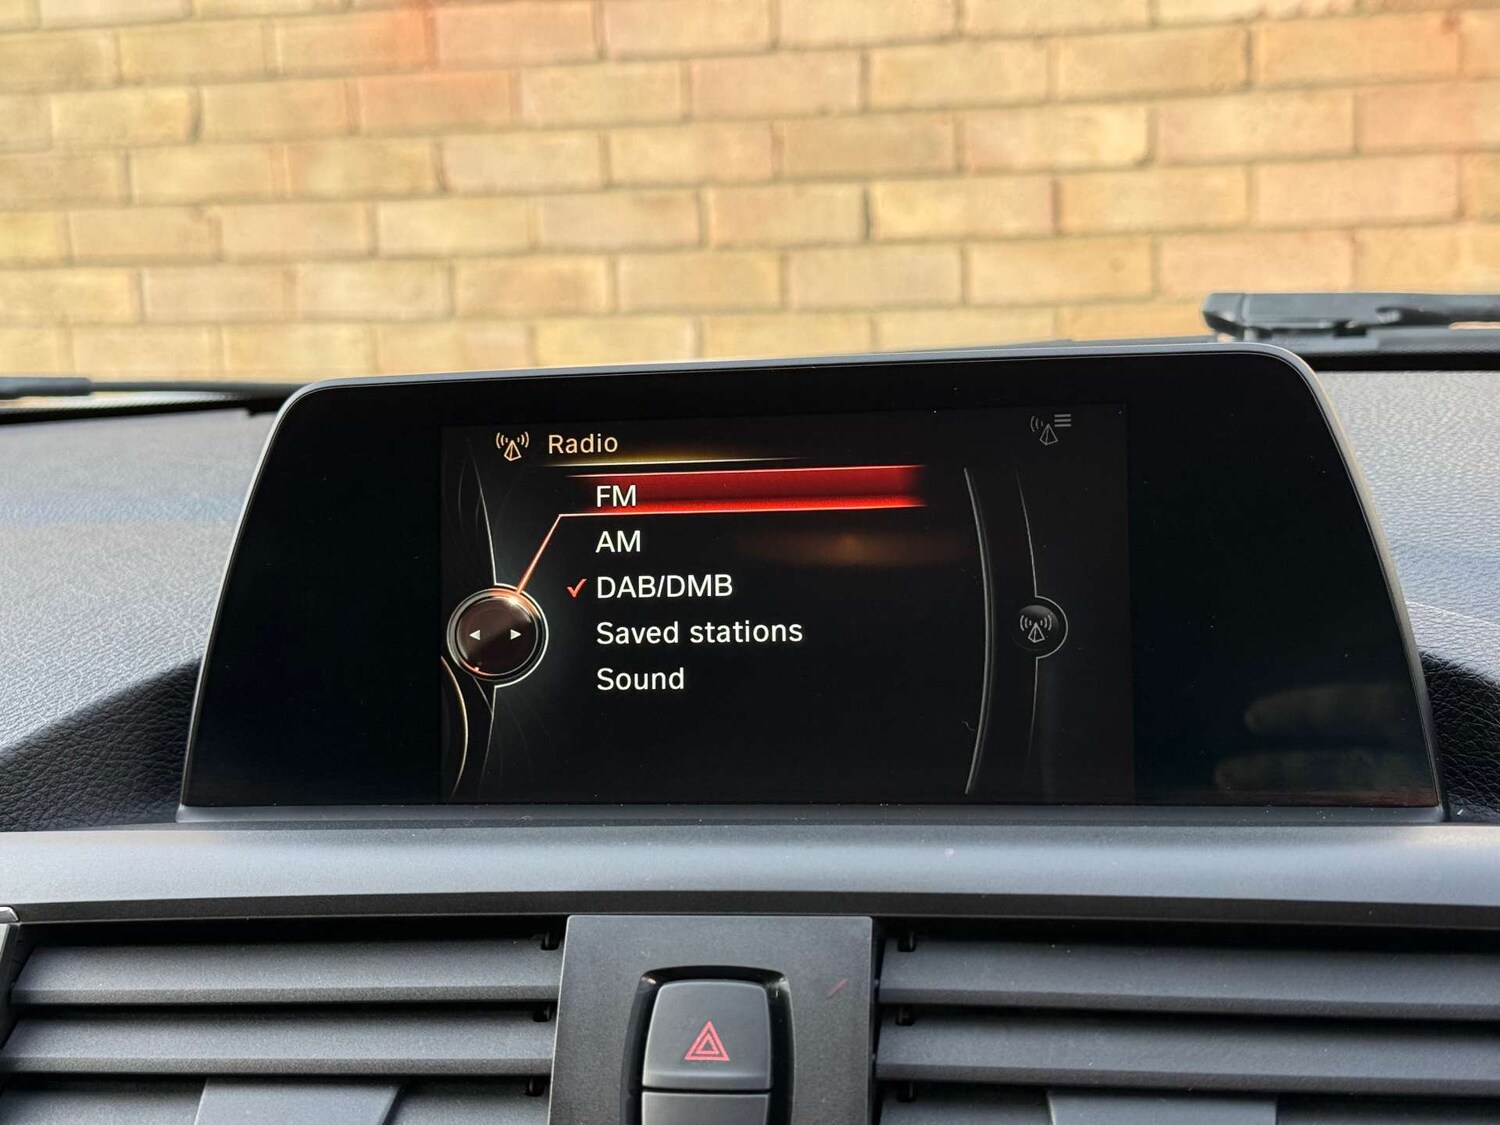 Radio
FM
AM
DAB/DMB
Saved stations
Sound